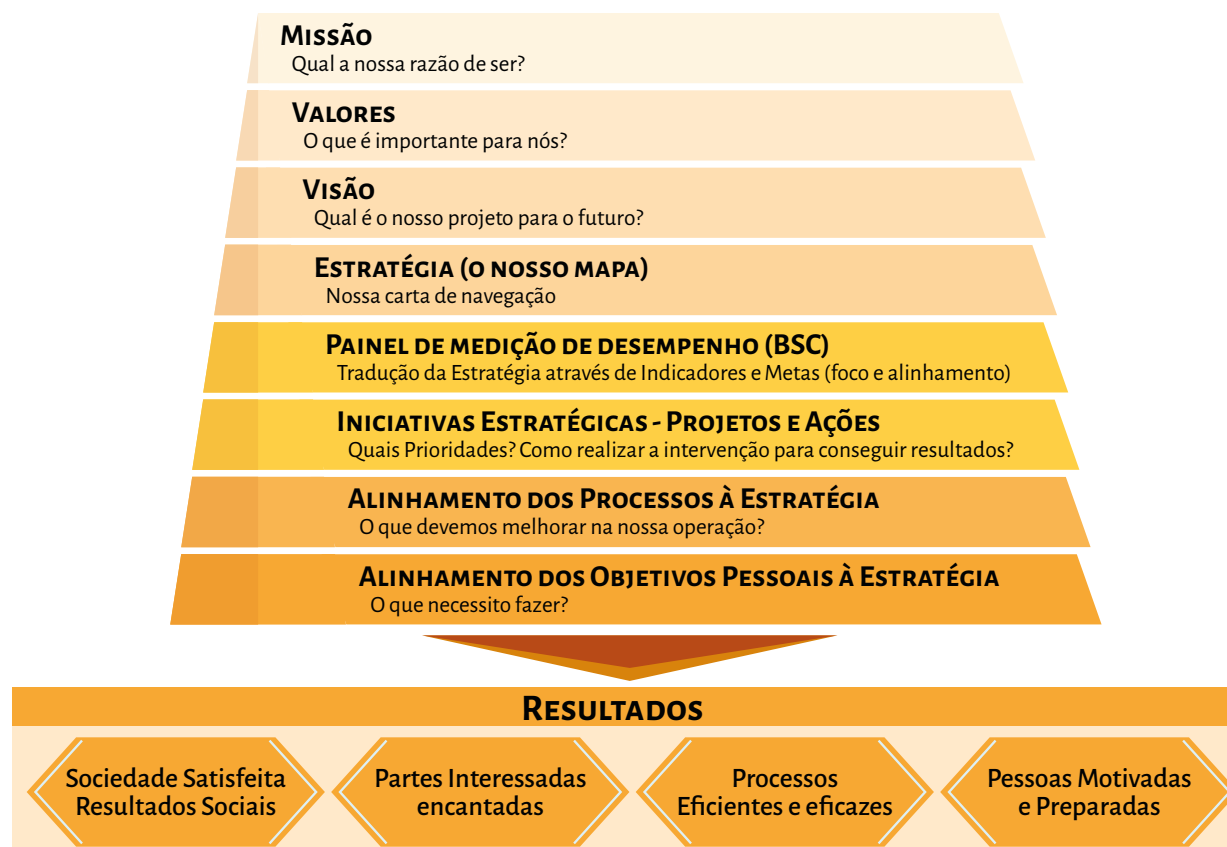 Missão
Qual a nossa razão de ser?
Valores
O que é importante para nós?
Visão
Qual é o nosso projeto para o futuro?
Estratégia (o nosso mapa)
Nossa carta de navegação
Painel de medição de desempenho (BSC)
Tradução da Estratégia através de Indicadores e Metas (foco e alinhamento)
Iniciativas Estratégicas - Projetos e Ações
Quais Prioridades? Como realizar a intervenção para conseguir resultados?
Alinhamento dos Processos à Estratégia
O que devemos melhorar na nossa operação?
Alinhamento dos Objetivos Pessoais à Estratégia
O que necessito fazer?
Resultados
Sociedade Satisfeita
Resultados Sociais
Partes Interessadas
encantadas
Processos
Eficientes e eficazes
Pessoas Motivadas
e Preparadas